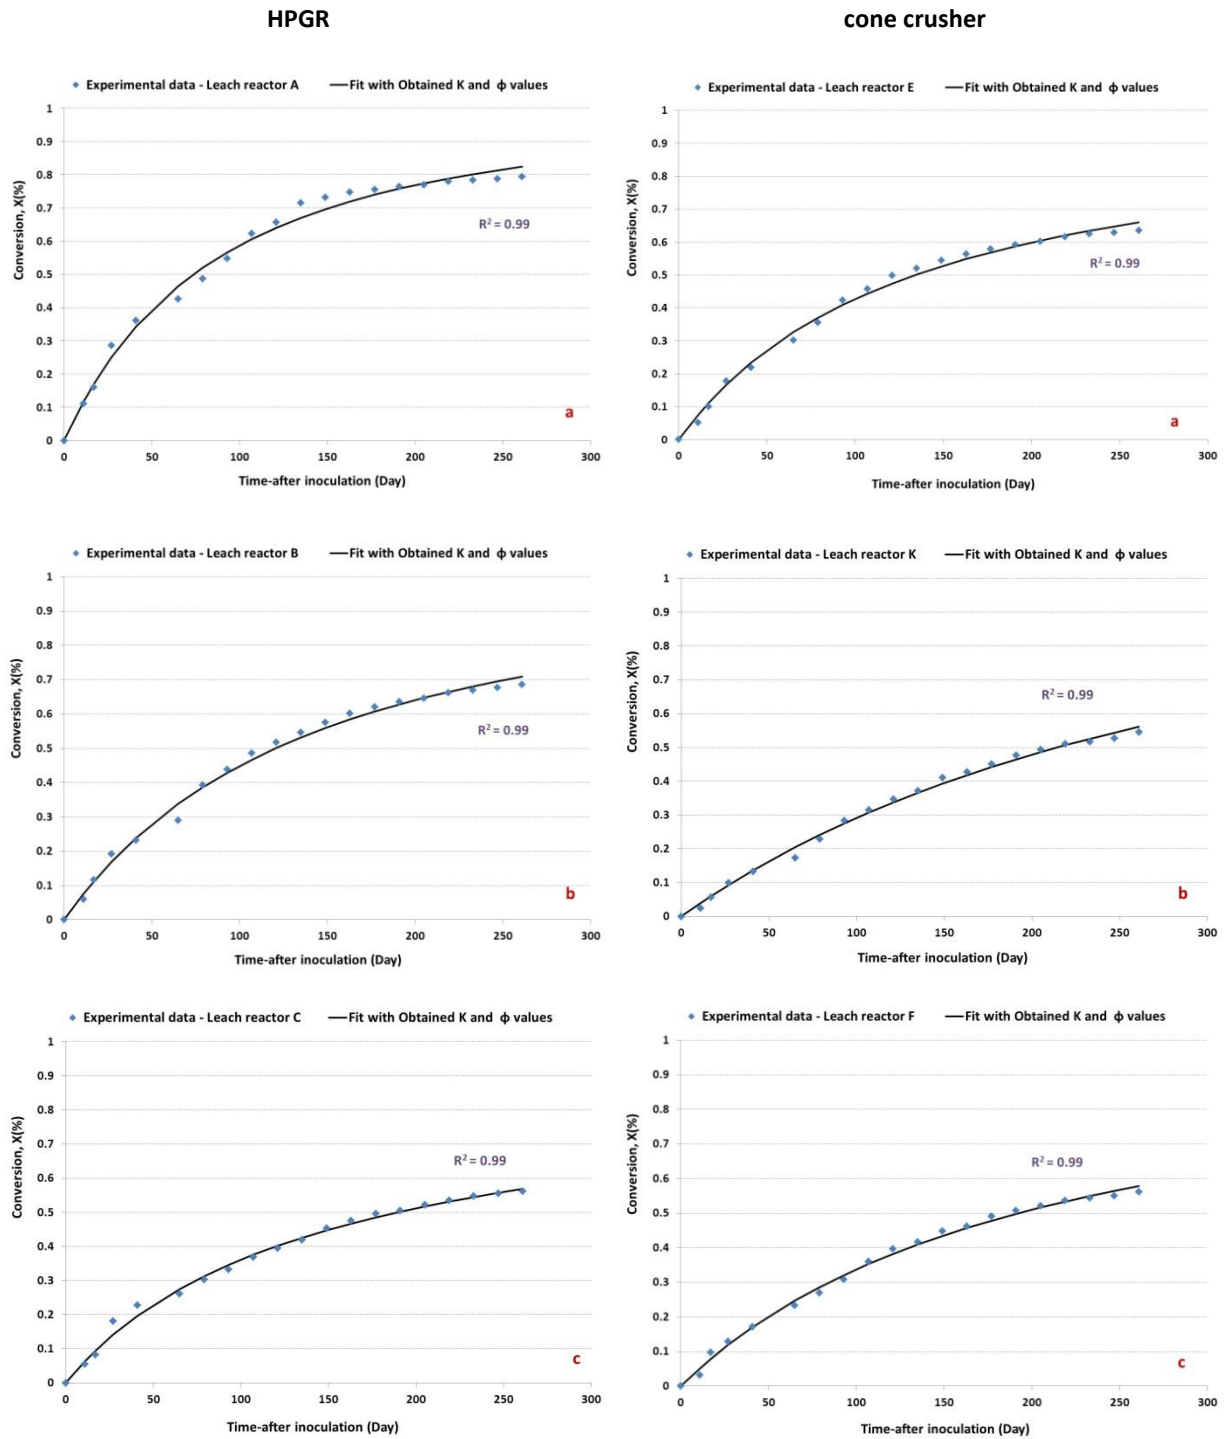 HPGR
cone crusher
Experimental data - Leach reactor A
Fit with Obtained K and ϕ values
1
0.9
0.8
0.7
0.6
0.5
0.4
0.3
0.2
0.1
0
Conversion, X(%)
R² = 0.99
a
0 50 100 150 200 250 300
Time-after inoculation (Day)
Experimental data - Leach reactor E
Fit with Obtained K and ϕ values
1
0.9
0.8
0.7
0.6
0.5
0.4
0.3
0.2
0.1
0
Conversion, X(%)
R² = 0.99
a
0 50 100 150 200 250 300
Time-after inoculation (Day)
Experimental data - Leach reactor B
Fit with Obtained K and ϕ values
1
0.9
0.8
0.7
0.6
0.5
0.4
0.3
0.2
0.1
0
Conversion, X(%)
R² = 0.99
b
0 50 100 150 200 250 300
Time-after inoculation (Day)
Experimental data - Leach reactor K
Fit with Obtained K and ϕ values
1
0.9
0.8
0.7
0.6
0.5
0.4
0.3
0.2
0.1
0
Conversion, X(%)
R² = 0.99
b
0 50 100 150 200 250 300
Time-after inoculation (Day)
Experimental data - Leach reactor C
Fit with Obtained K and ϕ values
1
0.9
0.8
0.7
0.6
0.5
0.4
0.3
0.2
0.1
0
Conversion, X(%)
R² = 0.99
c
0 50 100 150 200 250 300
Time-after inoculation (Day)
Experimental data - Leach reactor F
Fit with Obtained K and ϕ values
1
0.9
0.8
0.7
0.6
0.5
0.4
0.3
0.2
0.1
0
Conversion, X(%)
R² = 0.99
c
0 50 100 150 200 250 300
Time-after inoculation (Day)